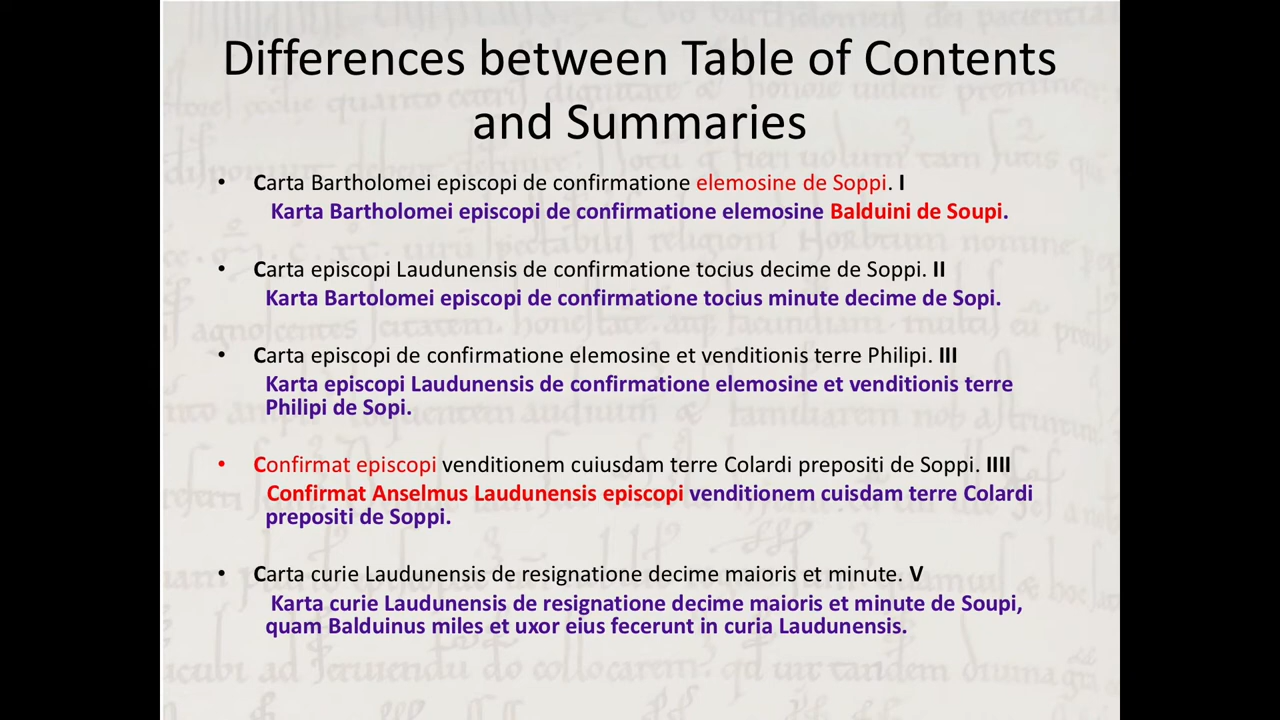 Differences between Table of Contents
and Summaries
• Carta Bartholomei episcopi de confirmatione elemosine de Soppi. I
Karta Bartholomei episcopi de confirmatione elemosine Balduini de Soupi.
• Carta episcopi Laudunensis de confirmatione tocius decime de Soppi. II
Karta Bartolomei episcopi de confirmatione tocius minute decime de Sopi.
• Carta episcopi de confirmatione elemosine et venditionis terre Philipi. III
Karta episcopi Laudunensis de confirmatione elemosine et venditionis terre
Philipi de Sopi.
• Confirmat episcopi venditionem cuiusdam terre Colardi prepositi de Soppi. IIII
Confirmat Anselmus Laudunensis episcopi venditionem cuisdam terre Colardi
prepositi de Soppi.
• Carta curie Laudunensis de resignatione decime maioris et minute. V
Karta curie Laudunensis de resignatione decime maioris et minute de Soupi,
quam Balduinus miles et uxor eius fecerunt in curia Laudunensis.